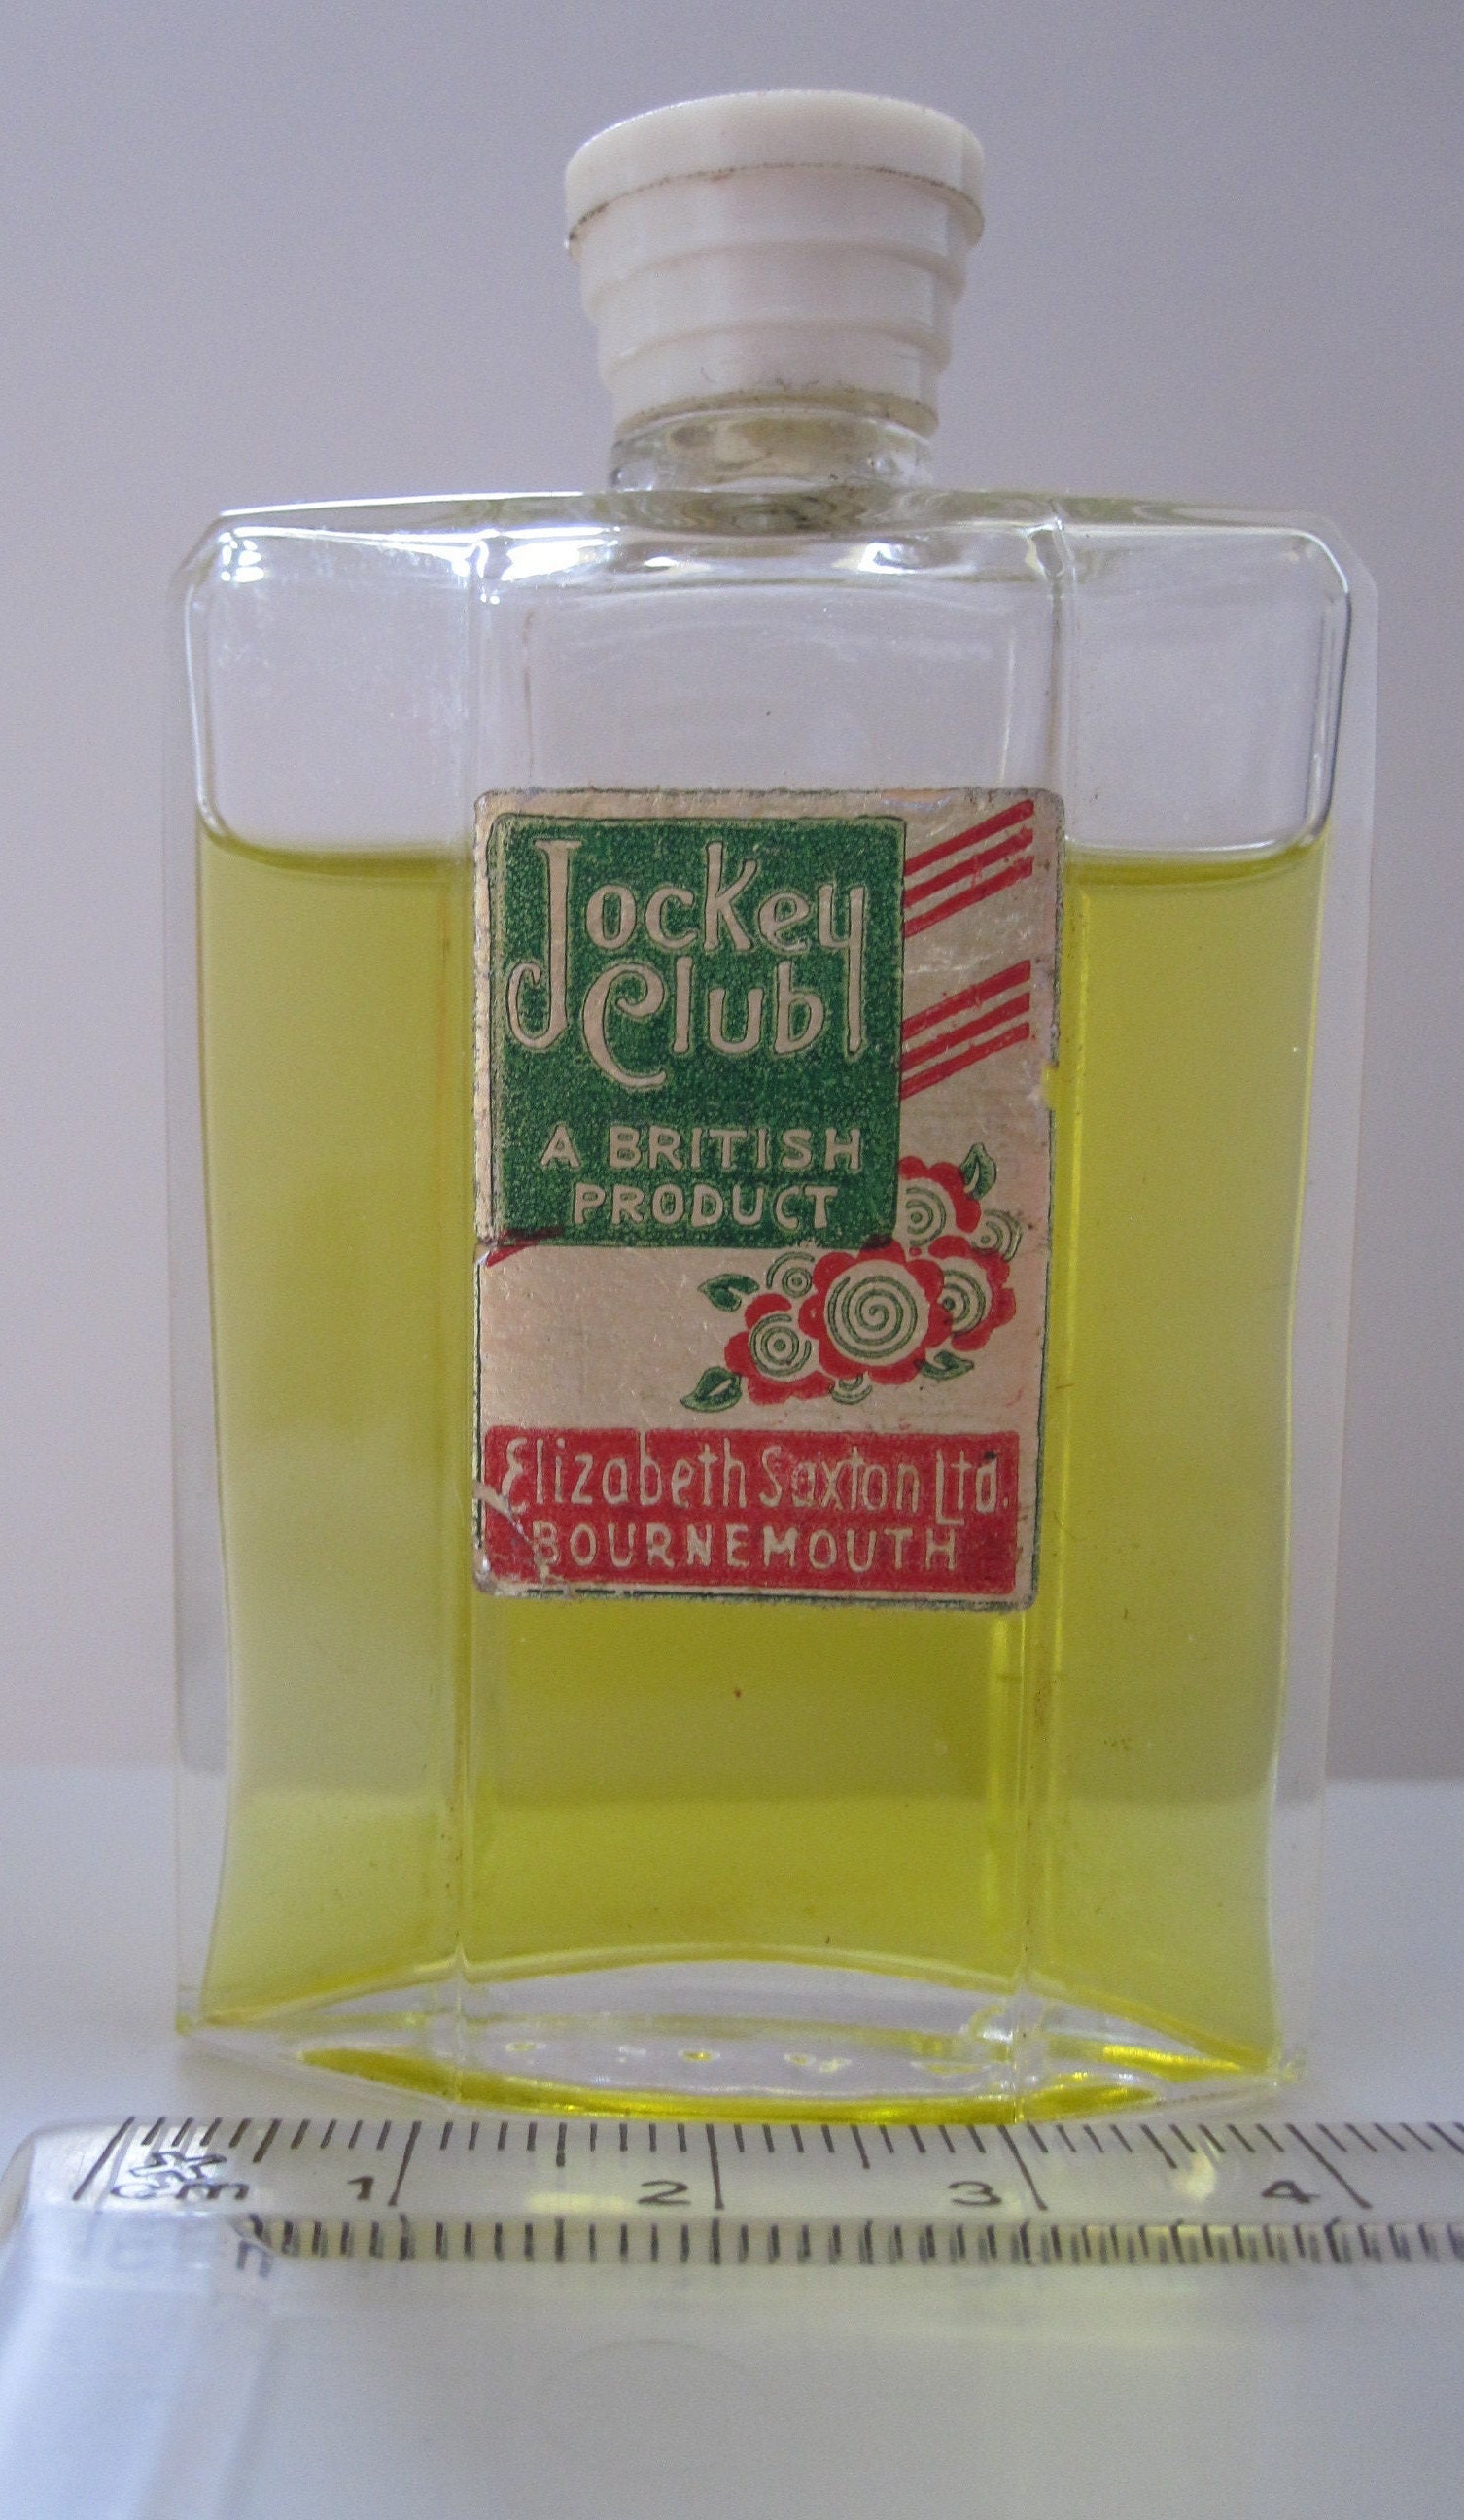 Jockey
Club
A BRITISH
PRODUCT
Elizabeth Saxton Ltd.
BOURNEMOUTH
cm 1 2 3 4